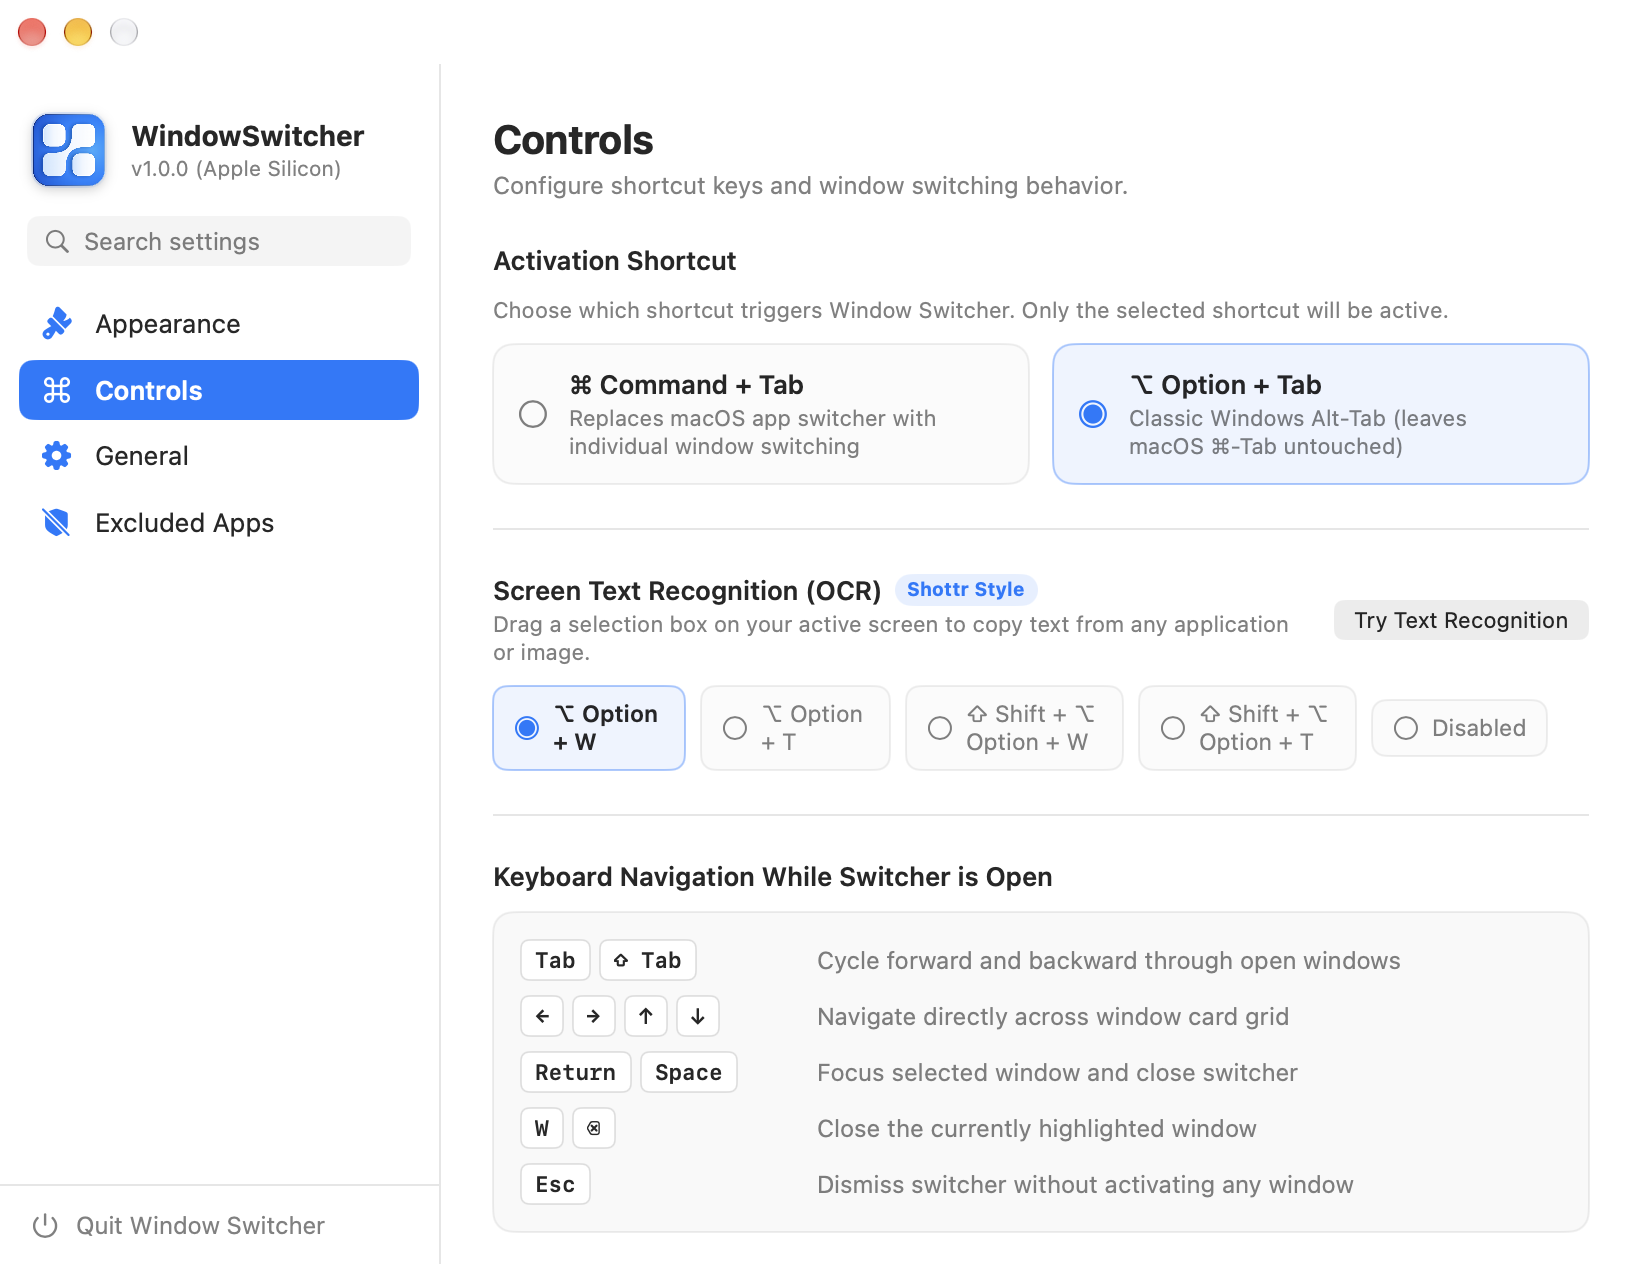 WindowSwitcher
v1.0.0 (Apple Silicon)
Search settings
Appearance
⌘ Controls
General
Excluded Apps
Quit Window Switcher
Controls
Configure shortcut keys and window switching behavior.
Activation Shortcut
Choose which shortcut triggers Window Switcher. Only the selected shortcut will be active.
⌘ Command + Tab
Replaces macOS app switcher with
individual window switching
⌥ Option + Tab
Classic Windows Alt-Tab (leaves
macOS ⌘-Tab untouched)
Screen Text Recognition (OCR) Shottr Style
Drag a selection box on your active screen to copy text from any application
or image.
Try Text Recognition
⌥ Option
+ W
⌥ Option
+ T
⇧ Shift + ⌥
Option + W
⇧ Shift + ⌥
Option + T
Disabled
Keyboard Navigation While Switcher is Open
Tab ⇧ Tab Cycle forward and backward through open windows
← → ↑ ↓ Navigate directly across window card grid
Return Space Focus selected window and close switcher
W ⌫ Close the currently highlighted window
Esc Dismiss switcher without activating any window